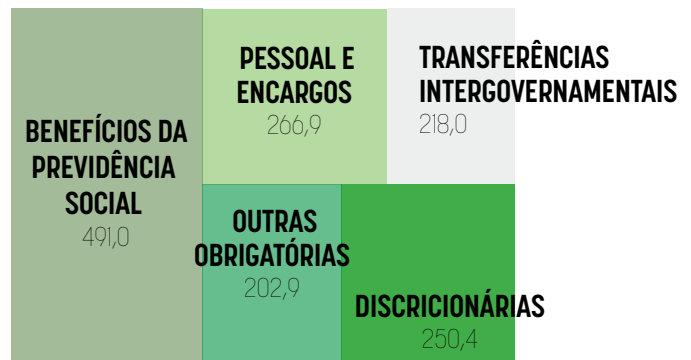 BENEFÍCIOS DA
PREVIDÊNCIA
SOCIAL
491,0
PESSOAL E
ENCARGOS
266,9
TRANSFERÊNCIAS
INTERGOVERNAMENTAIS
218,0
OUTRAS
OBRIGATÓRIAS
202,9
DISCRICIONÁRIAS
250,4